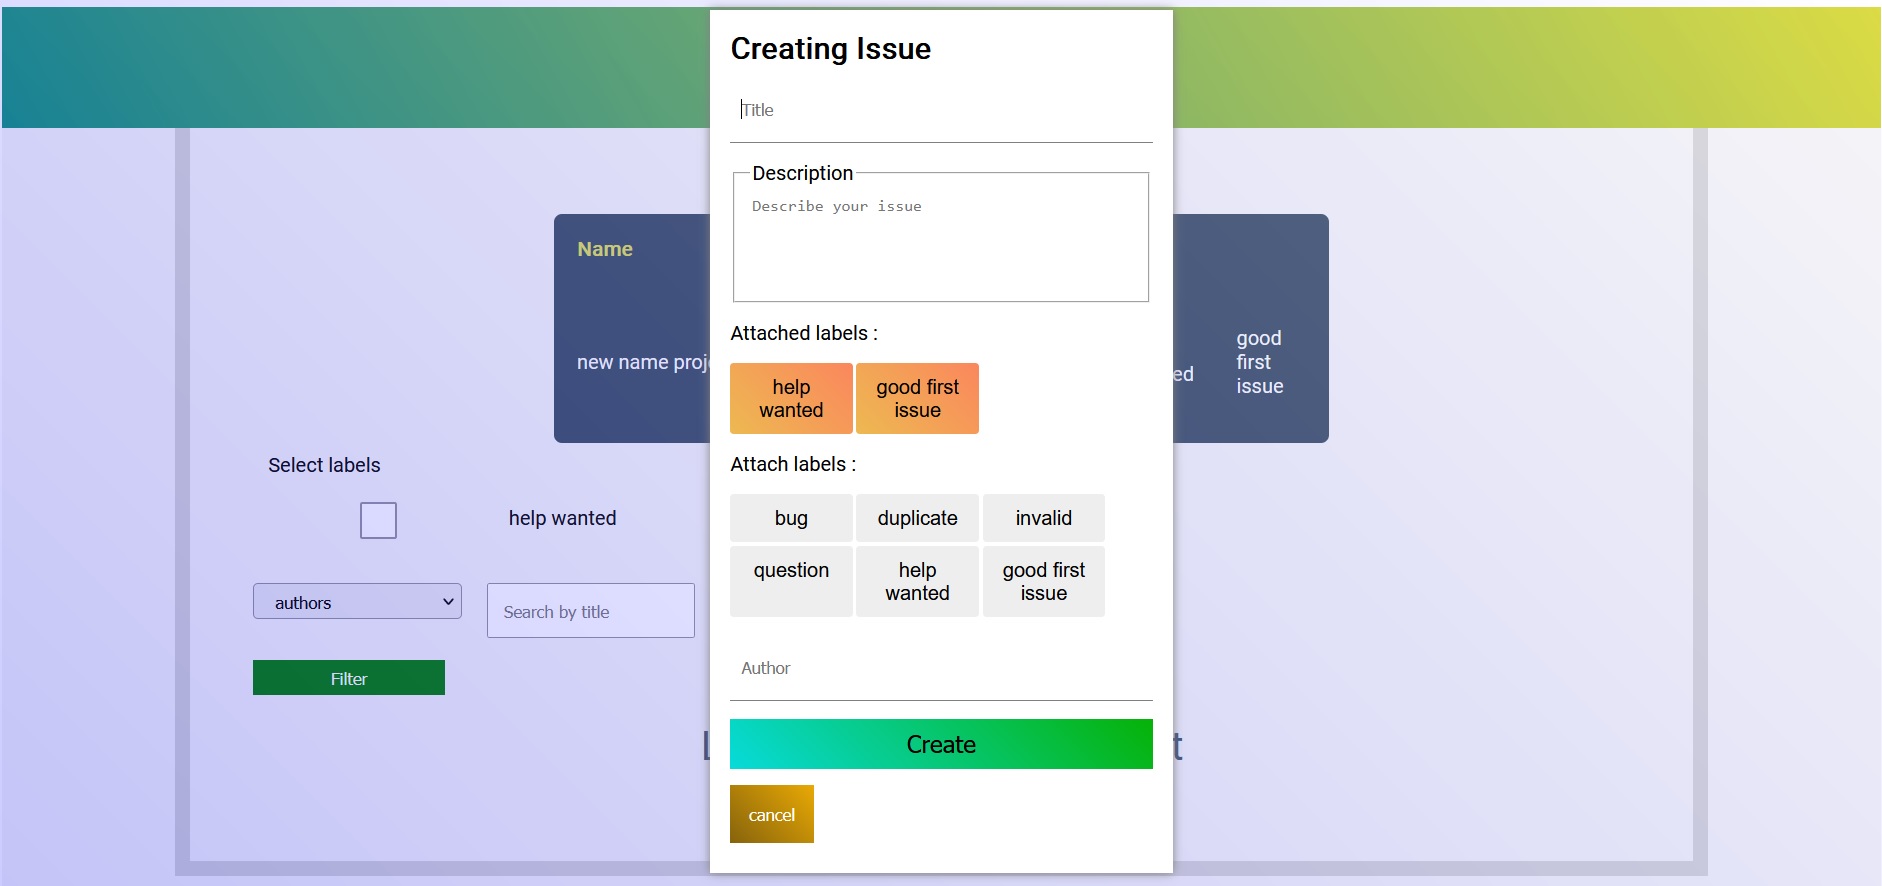 Creating Issue
Title
Description
Describe your issue
Attached labels :
help
wanted
good first
issue
Attach labels :
bug
duplicate
invalid
question
help
wanted
good first
issue
Author
Create
cancel
Name
new name proj
ed
good
first
issue
Select labels
help wanted
authors
Search by title
Filter
L
t